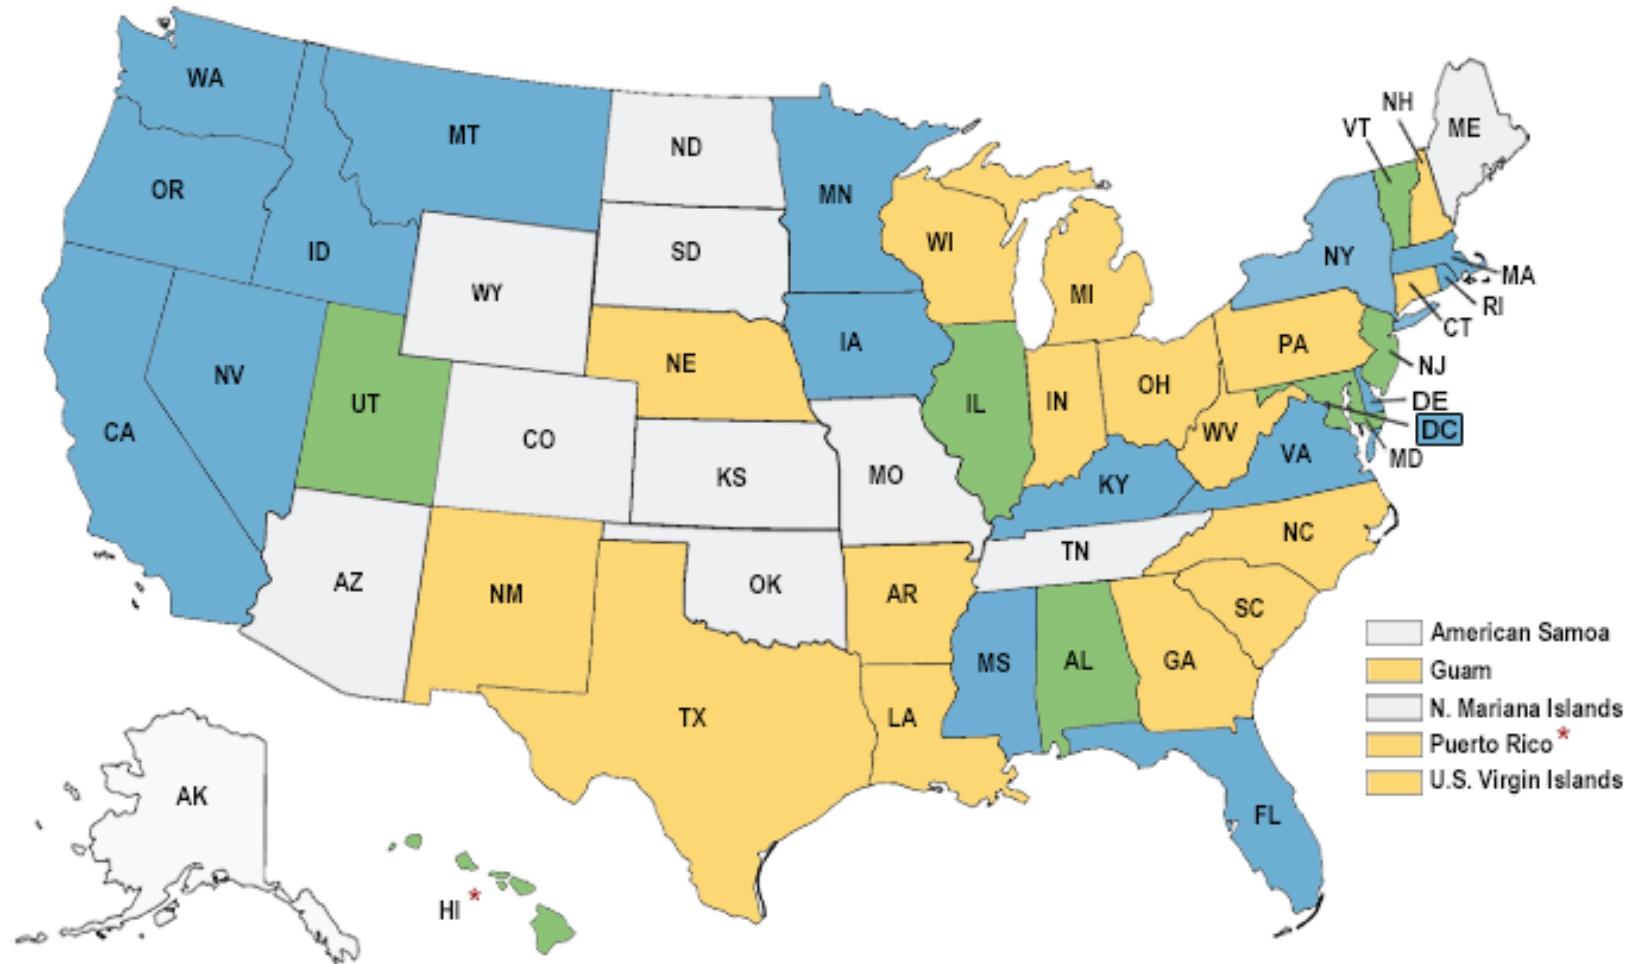 WA
MT
ND
MN
ME
NH
VT
OR
ID
SD
WI
MI
NY
MA
RI
CT
WY
NV
UT
NE
IA
PA
NJ
CA
CO
KS
MO
IL
IN
OH
WV
VA
DE
DC
MD
KY
AZ
NM
OK
AR
TN
NC
SC
TX
LA
MS
AL
GA
FL
AK
HI *
American Samoa
Guam
N. Mariana Islands
Puerto Rico *
U.S. Virgin Islands